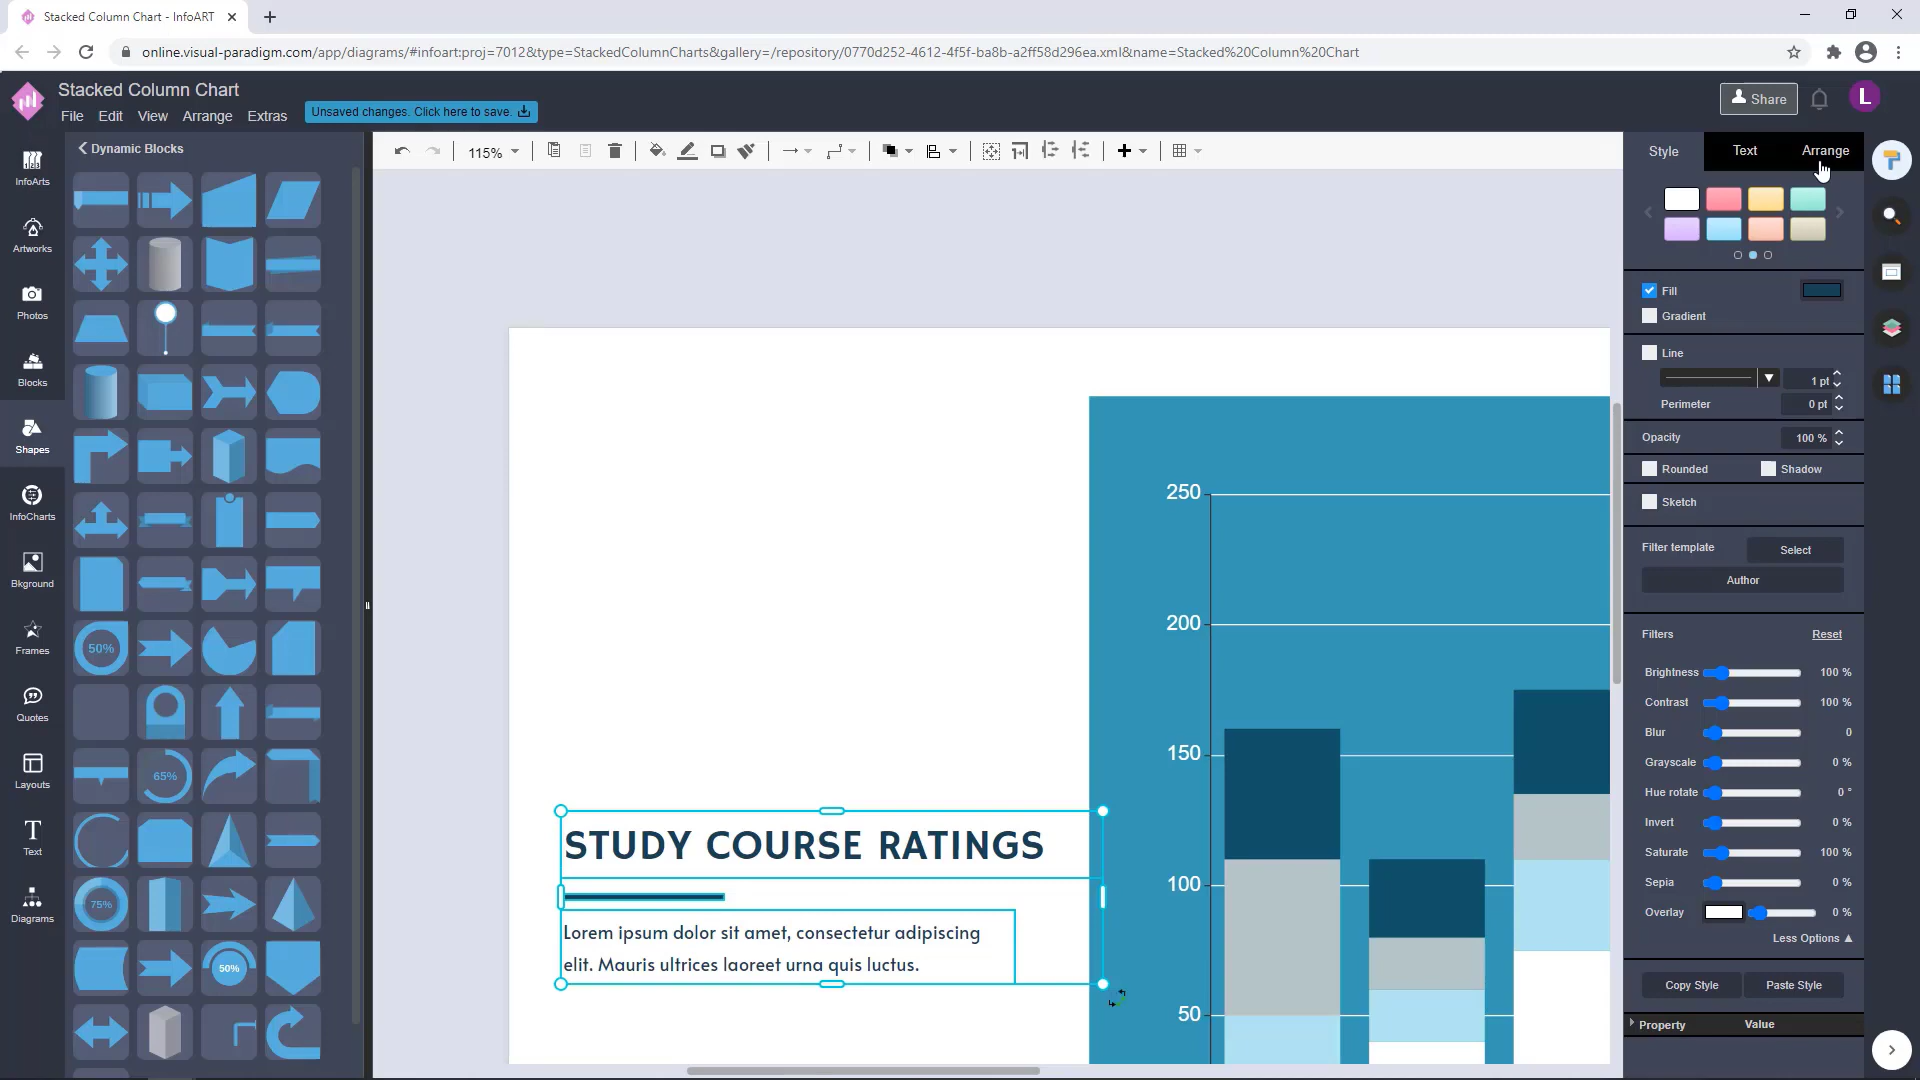 Stacked Column Chart - InfoART
online.visual-paradigm.com/app/diagrams/#infoart:proj=7012&type=StackedColumnCharts&gallery=/repository/0770d252-4612-4f5f-ba8b-a2ff58d296ea.xml&name=Stacked%20Column%20Chart
Stacked Column Chart
File Edit View Arrange Extras
Unsaved changes. Click here to save.
Share
L
InfoArts
Artworks
Photos
Blocks
Shapes
InfoCharts
Bkground
Frames
Quotes
Layouts
Text
Diagrams
Dynamic Blocks
50%
65%
75%
50%
115%
250
200
150
100
50
STUDY COURSE RATINGS
Lorem ipsum dolor sit amet, consectetur adipiscing
elit. Mauris ultrices laoreet urna quis luctus.
Style Text Arrange
Fill
Gradient
Line
1 pt
Perimeter 0 pt
Opacity 100 %
Rounded Shadow
Sketch
Filter template Select
Author
Filters Reset
Brightness 100 %
Contrast 100 %
Blur 0
Grayscale 0 %
Hue rotate 0 °
Invert 0 %
Saturate 100 %
Sepia 0 %
Overlay 0 %
Less Options
Copy Style Paste Style
Property Value